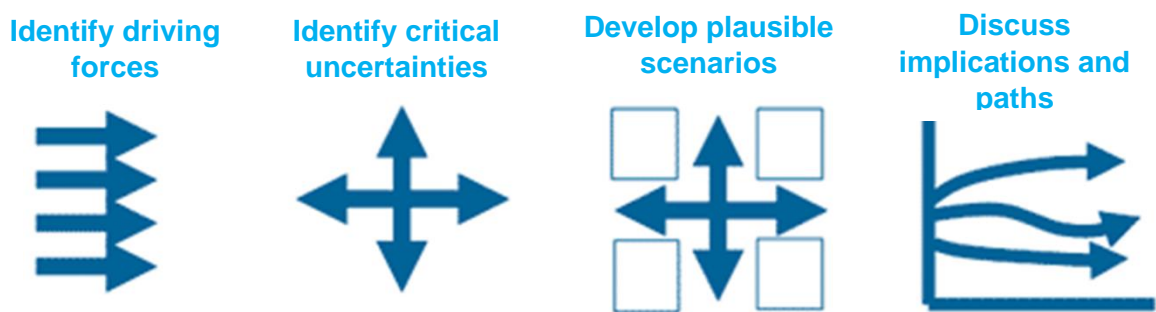 Identify driving
forces
Identify critical
uncertainties
Develop plausible
scenarios
Discuss
implications and
paths